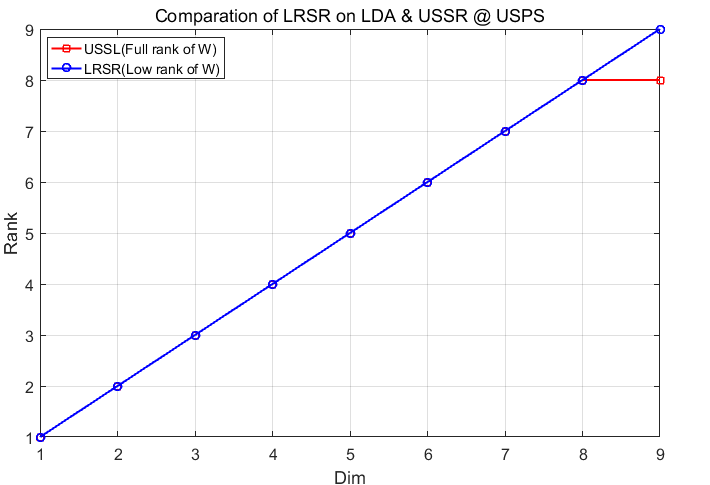 Comparation of LRSR on LDA & USSR @ USPS
USSL(Full rank of W)
LRSR(Low rank of W)
9
8
7
6
5
4
3
2
1
Rank
1 2 3 4 5 6 7 8 9
Dim